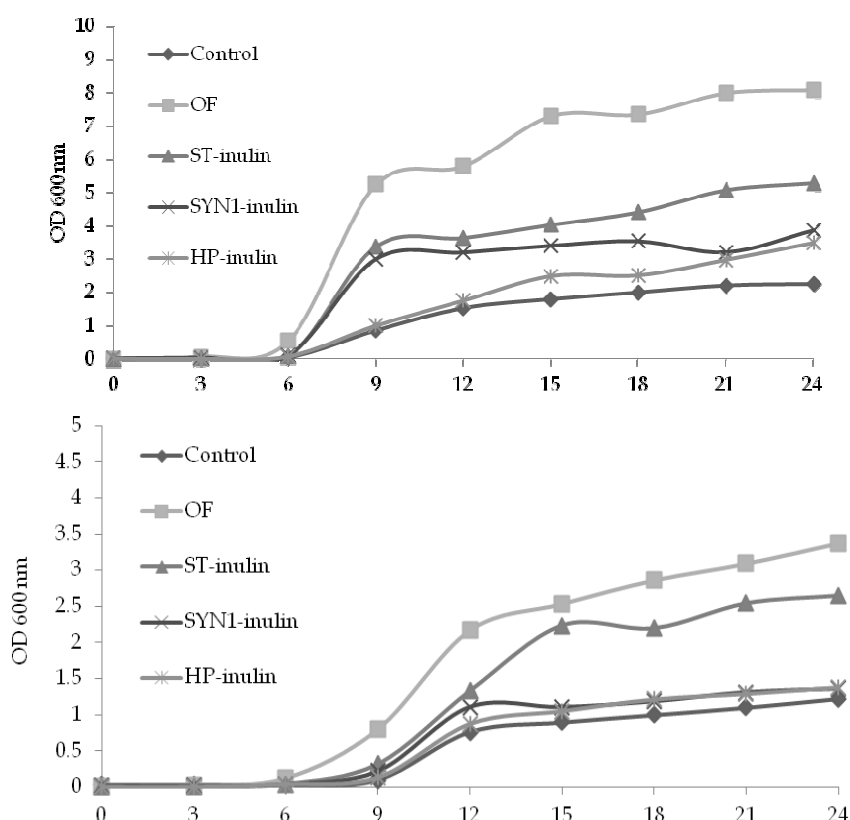 10
9
8
7
6
5
4
3
2
1
0
OD 600nm
Control
OF
ST-inulin
SYN1-inulin
HP-inulin
0 3 6 9 12 15 18 21 24
5
4.5
4
3.5
3
2.5
2
1.5
1
0.5
0
OD 600 nm
Control
OF
ST-inulin
SYN1-inulin
HP-inulin
0 3 6 9 12 15 18 21 24